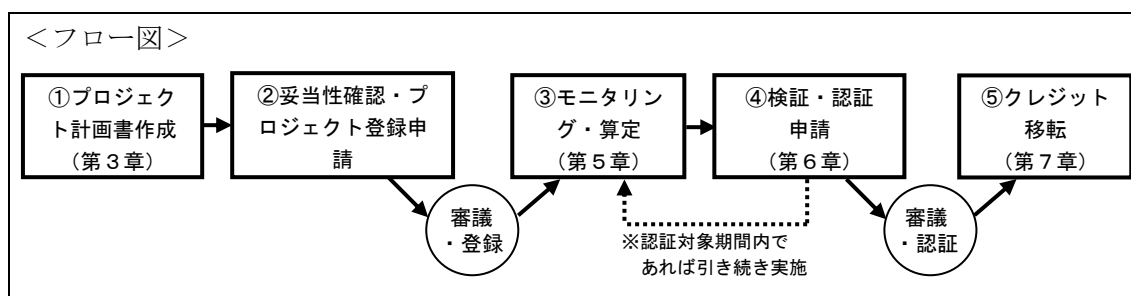 ＜フロー図＞
①プロジェク
ト計画書作成
（第３章）
②妥当性確認・プ
ロジェクト登録申
請
審議
・登録
③モニタリン
グ・算定
（第５章）
④検証・認証
申請
（第６章）
※認証対象期間内で
あれば引き続き実施
審議
・認証
⑤クレジット
移転
（第７章）